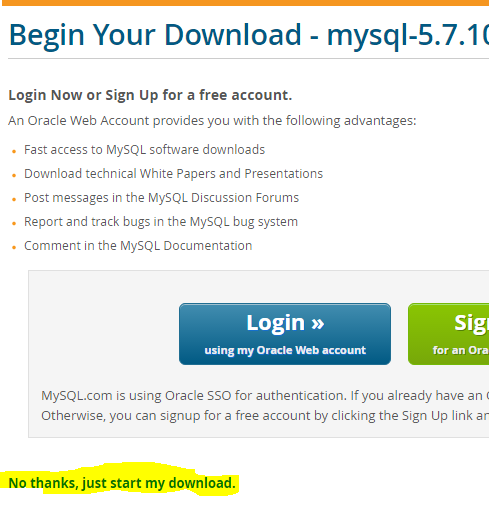 Begin Your Download - mysql-5.7.10
Login Now or Sign Up for a free account.
An Oracle Web Account provides you with the following advantages:
Fast access to MySQL software downloads
Download technical White Papers and Presentations
Post messages in the MySQL Discussion Forums
Report and track bugs in the MySQL bug system
Comment in the MySQL Documentation
Login »
using my Oracle Web account
Sig
for an Ora
MySQL.com is using Oracle SSO for authentication. If you already have an
Otherwise, you can signup for a free account by clicking the Sign Up link an
No thanks, just start my download.